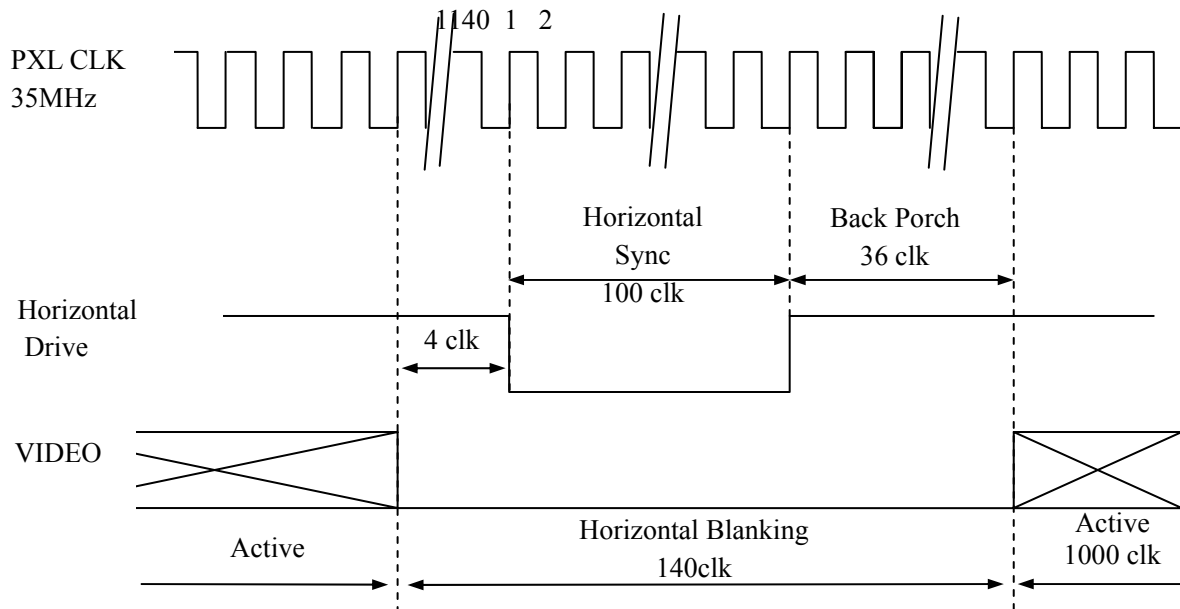 1140 1 2
PXL CLK
35MHz
Horizontal
Sync
100 clk
Back Porch
36 clk
Horizontal
Drive
4 clk
VIDEO
Active
Horizontal Blanking
140clk
Active
1000 clk